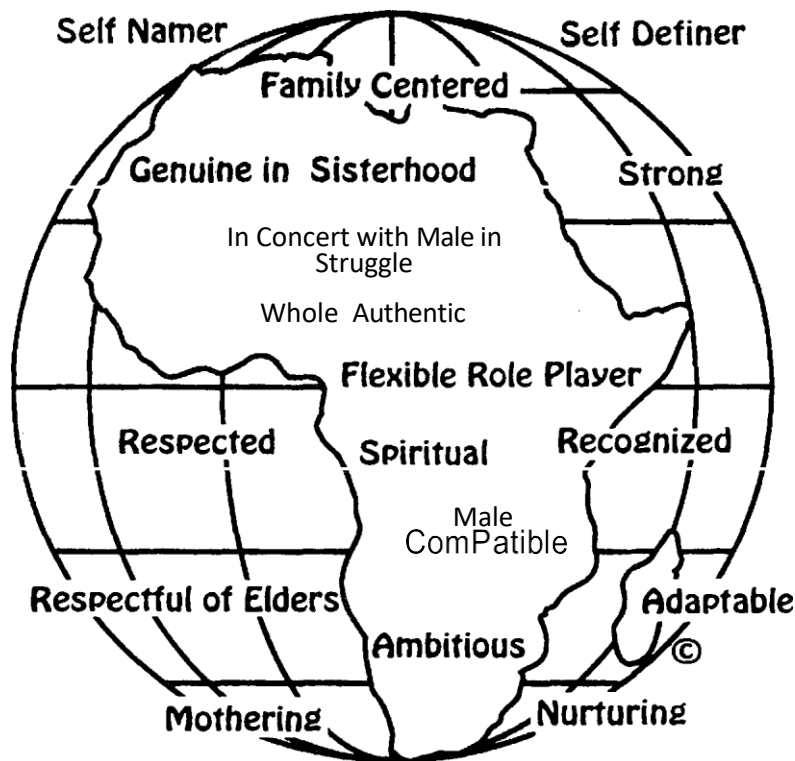 Self Namer
Self Definer
Family Centered
Genuine in Sisterhood
Strong
In Concert with Male in
Struggle
Whole Authentic
Flexible Role Player
Respected
Spiritual
Recognized
Male
ComPatible
Respectful of Elders
Adaptable
Ambitious
©
Mothering
Nurturing